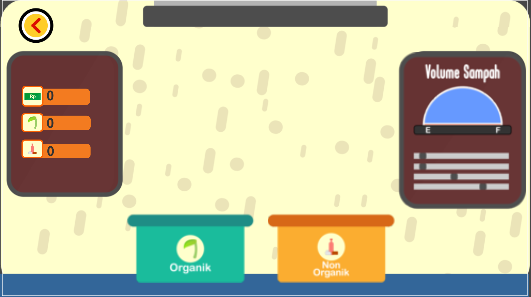 Rp 0
0
0
Volume Sampah
E F
Organik
Non
Organik